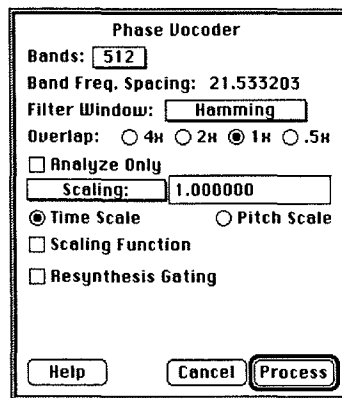 Phase Vocoder
Bands: 512
Band Freq. Spacing: 21.533203
Filter Window: Hamming
Overlap: 4x 2x 1x .5x
Analyze Only
Scaling: 1.000000
Time Scale Pitch Scale
Scaling Function
Resynthesis Gating
Help Cancel Process